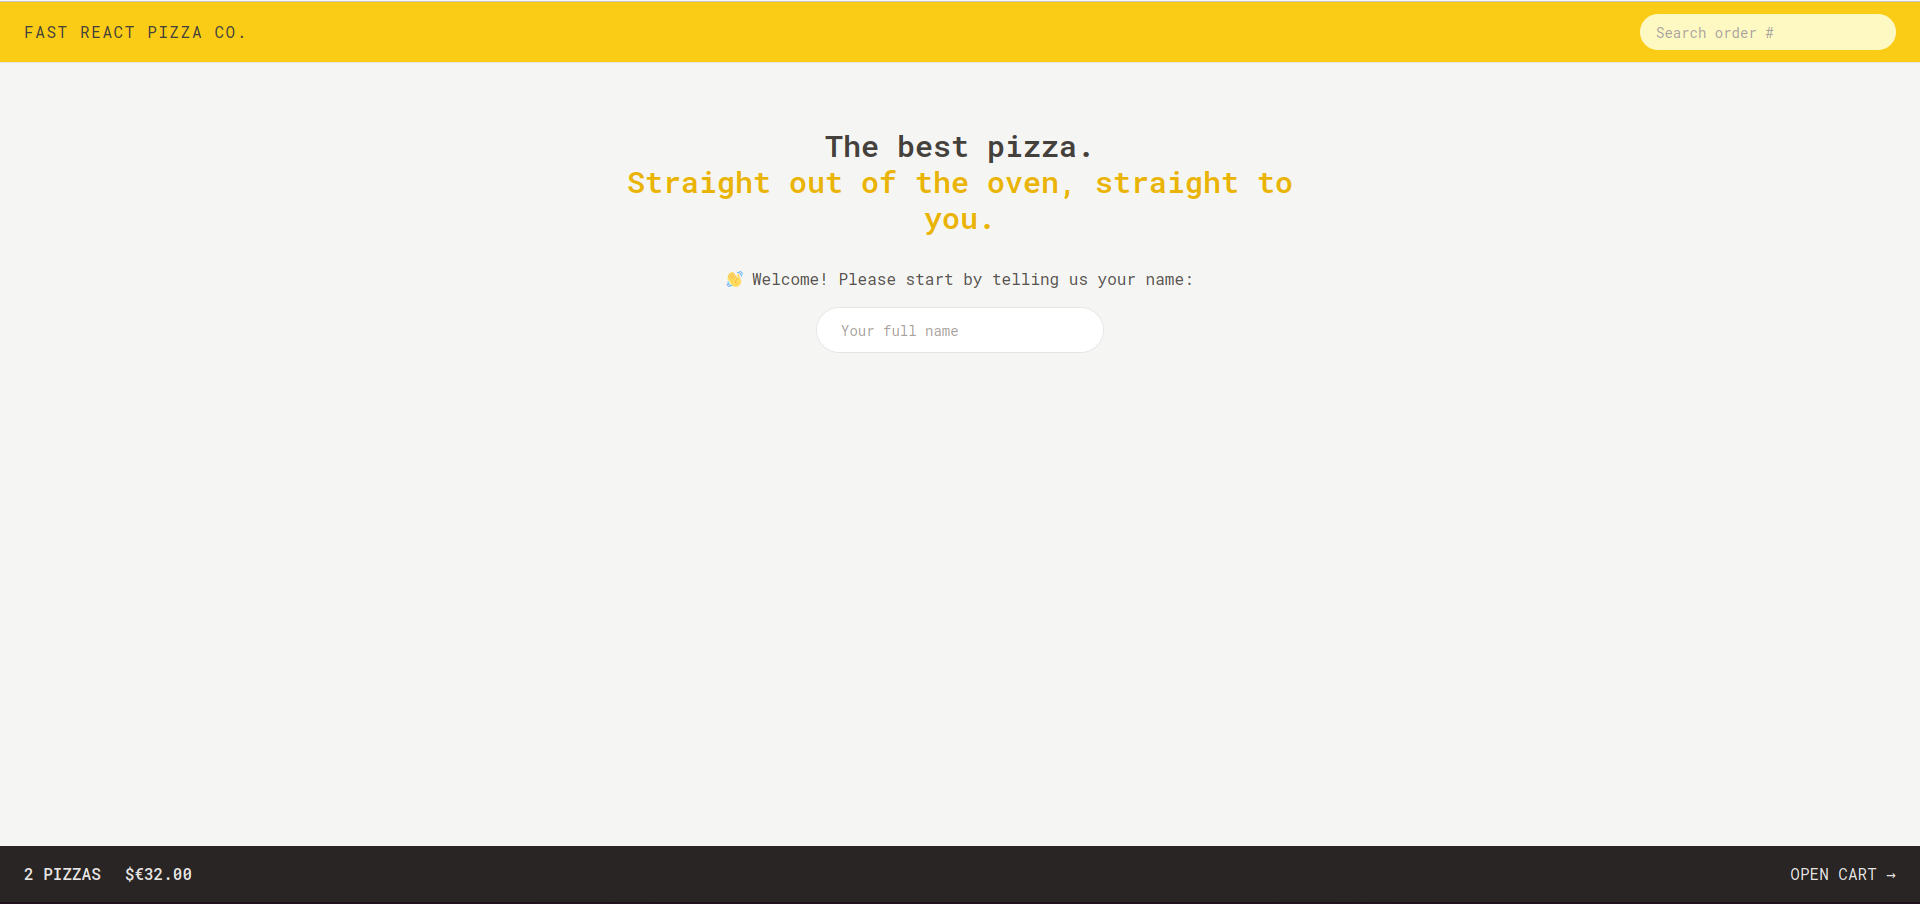 FAST REACT PIZZA CO.
Search order #
The best pizza.
Straight out of the oven, straight to
you.
👋 Welcome! Please start by telling us your name:
Your full name
2 PIZZAS $€32.00
OPEN CART →